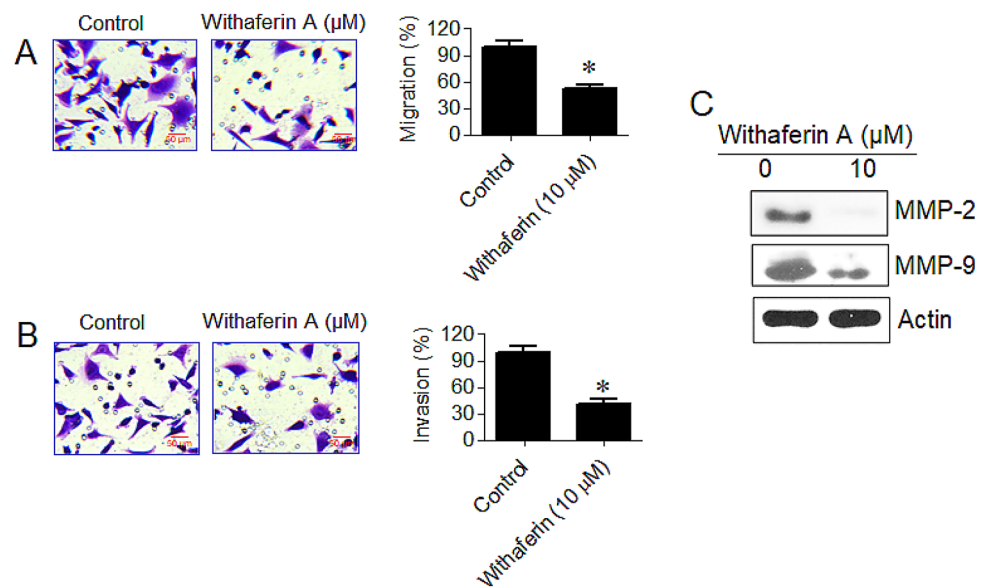 A
Control
Withaferin A (µM)
50 µm
50 µm
Migration (%)
120
90
60
30
0
*
Control
Withaferin (10 µM)
B
Control
Withaferin A (µM)
50 µm
50 µm
Invasion (%)
120
90
60
30
0
*
Control
Withaferin (10 µM)
C
Withaferin A (µM)
0 10
MMP-2
MMP-9
Actin